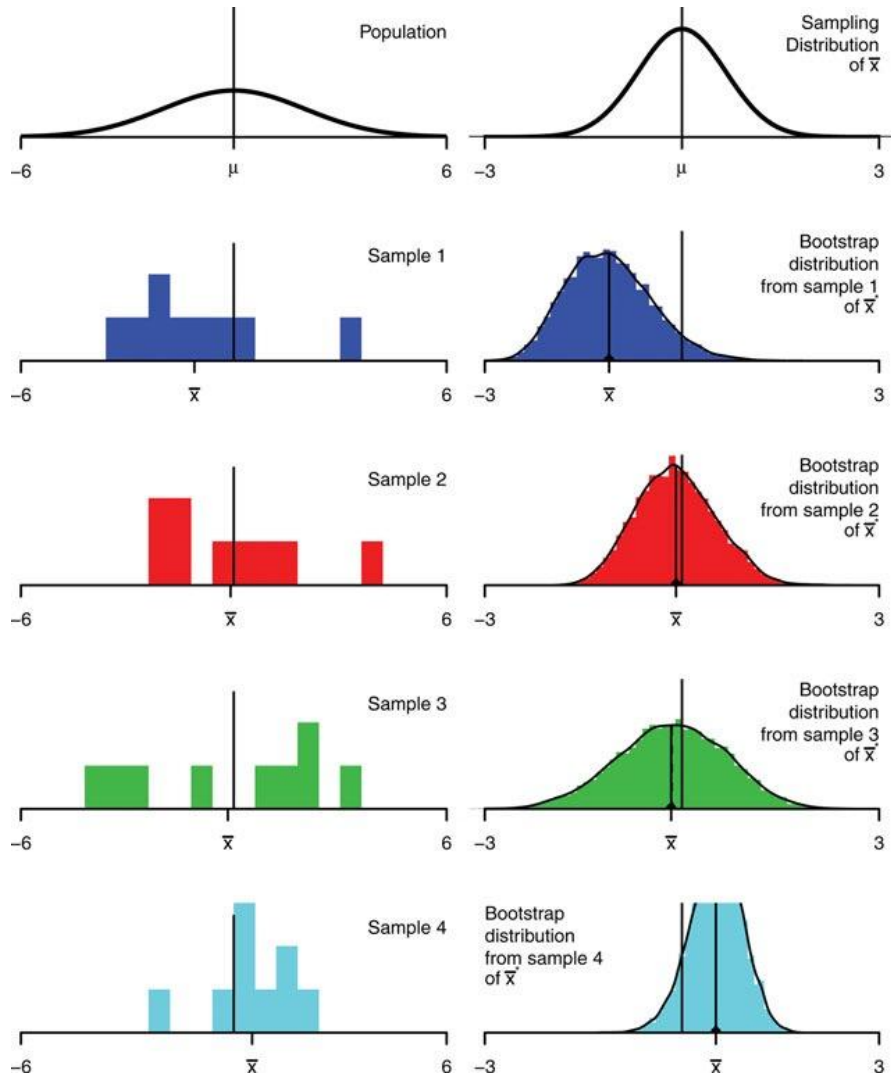 Population
−6
μ
6
Sampling
Distribution
of x̄
−3
μ
3
Sample 1
−6
x̄
6
Bootstrap
distribution
from sample 1
of x̄*
−3
x̄
3
Sample 2
−6
x̄
6
Bootstrap
distribution
from sample 2
of x̄*
−3
x̄
3
Sample 3
−6
x̄
6
Bootstrap
distribution
from sample 3
of x̄*
−3
x̄
3
Sample 4
−6
x̄
6
Bootstrap
distribution
from sample 4
of x̄*
−3
x̄
3